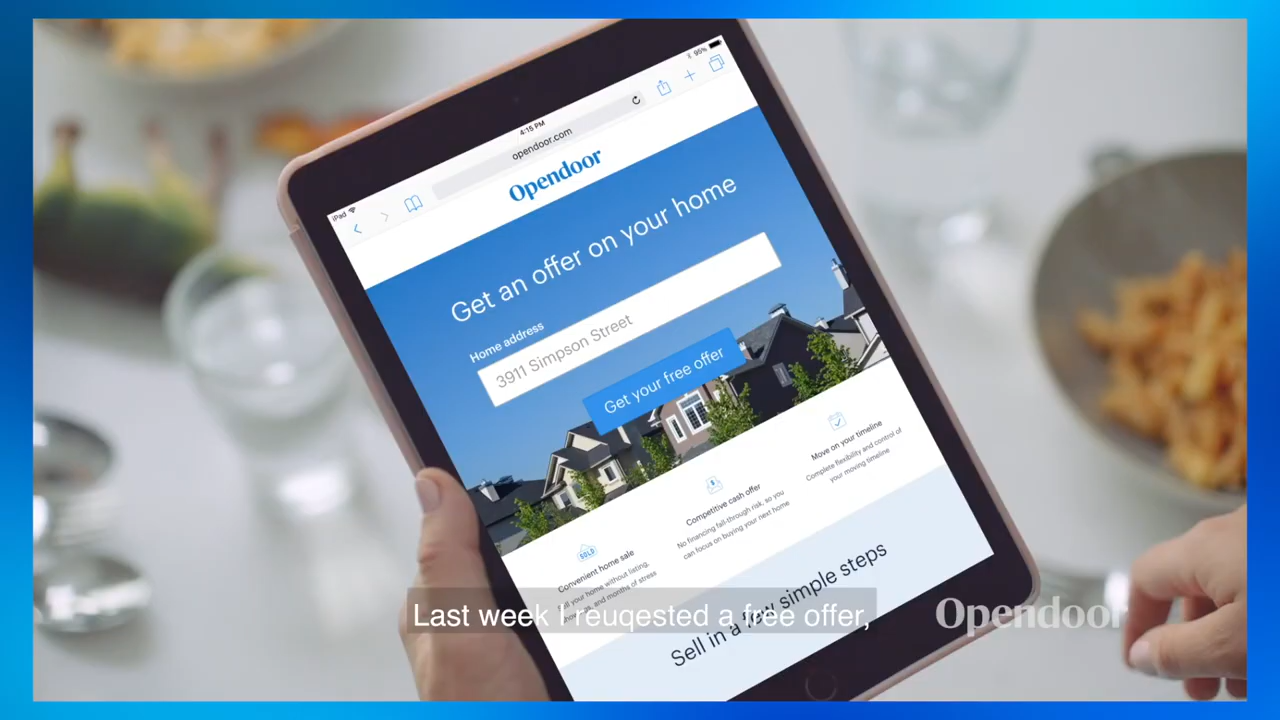 iPad
4:15 PM
95%
opendoor.com
Opendoor
Get an offer on your home
Home address
3911 Simpson Street
Get your free offer
Convenient home sale
your home without listing,
and months of stress
Competitive cash offer
No financing fall-through risk, so you
can focus on buying your next home
Move on your timeline
Complete flexibility and control of
your moving timeline
Sell in a few simple steps
Last week I reuqested a free offer,
Opendoor